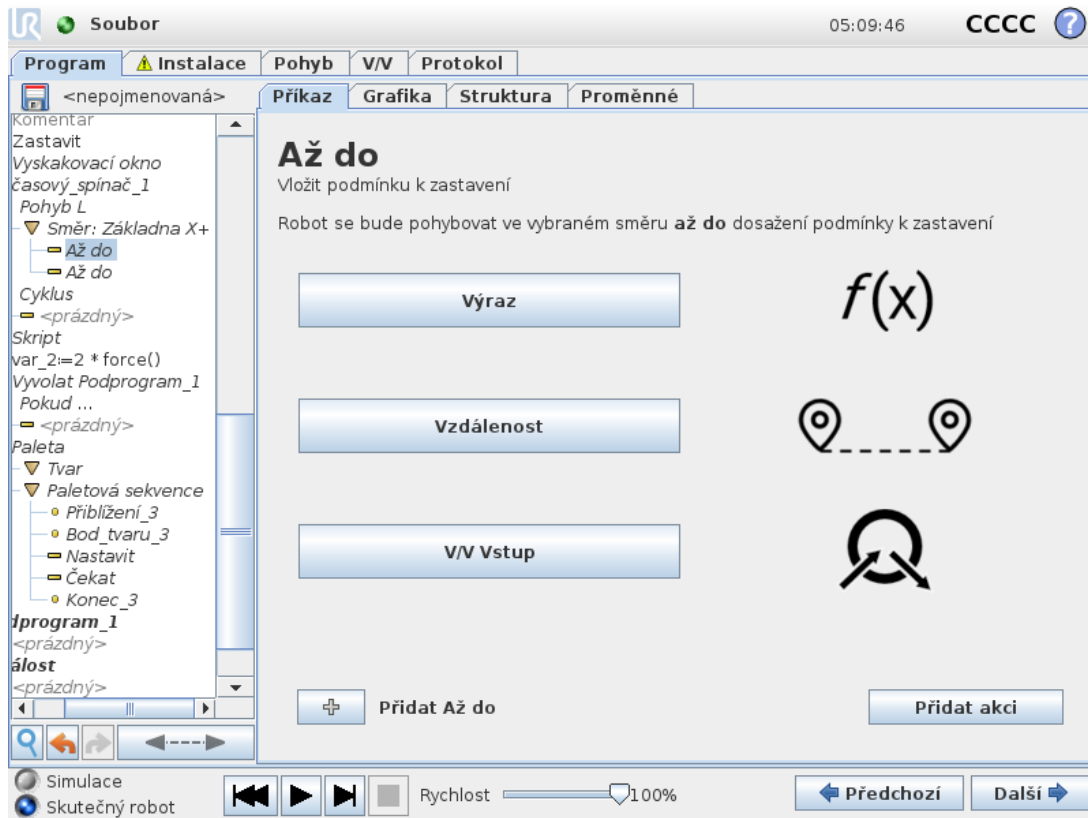 Soubor 05:09:46 CCCC ?
Program Instalace Pohyb V/V Protokol
<nepojmenovaná> Příkaz Grafika Struktura Proměnné
Komentář
Zastavit
Vyskakovací okno
časový_spínač_1
Pohyb L
Směr: Základna X+
Až do
Až do
Cyklus
<prázdný>
Skript
var_2:=2 * force()
Vyvolat Podprogram_1
Pokud ...
<prázdný>
Paleta
Tvar
Paletová sekvence
Přiblížení_3
Bod_tvaru_3
Nastavit
Čekat
Konec_3
dprogram_1
<prázdný>
álost
<prázdný>
Až do
Vložit podmínku k zastavení
Robot se bude pohybovat ve vybraném směru až do dosažení podmínky k zastavení
Výraz f(x)
Vzdálenost
V/V Vstup
Přidat Až do Přidat akci
Simulace
Skutečný robot
Rychlost 100% Předchozí Další